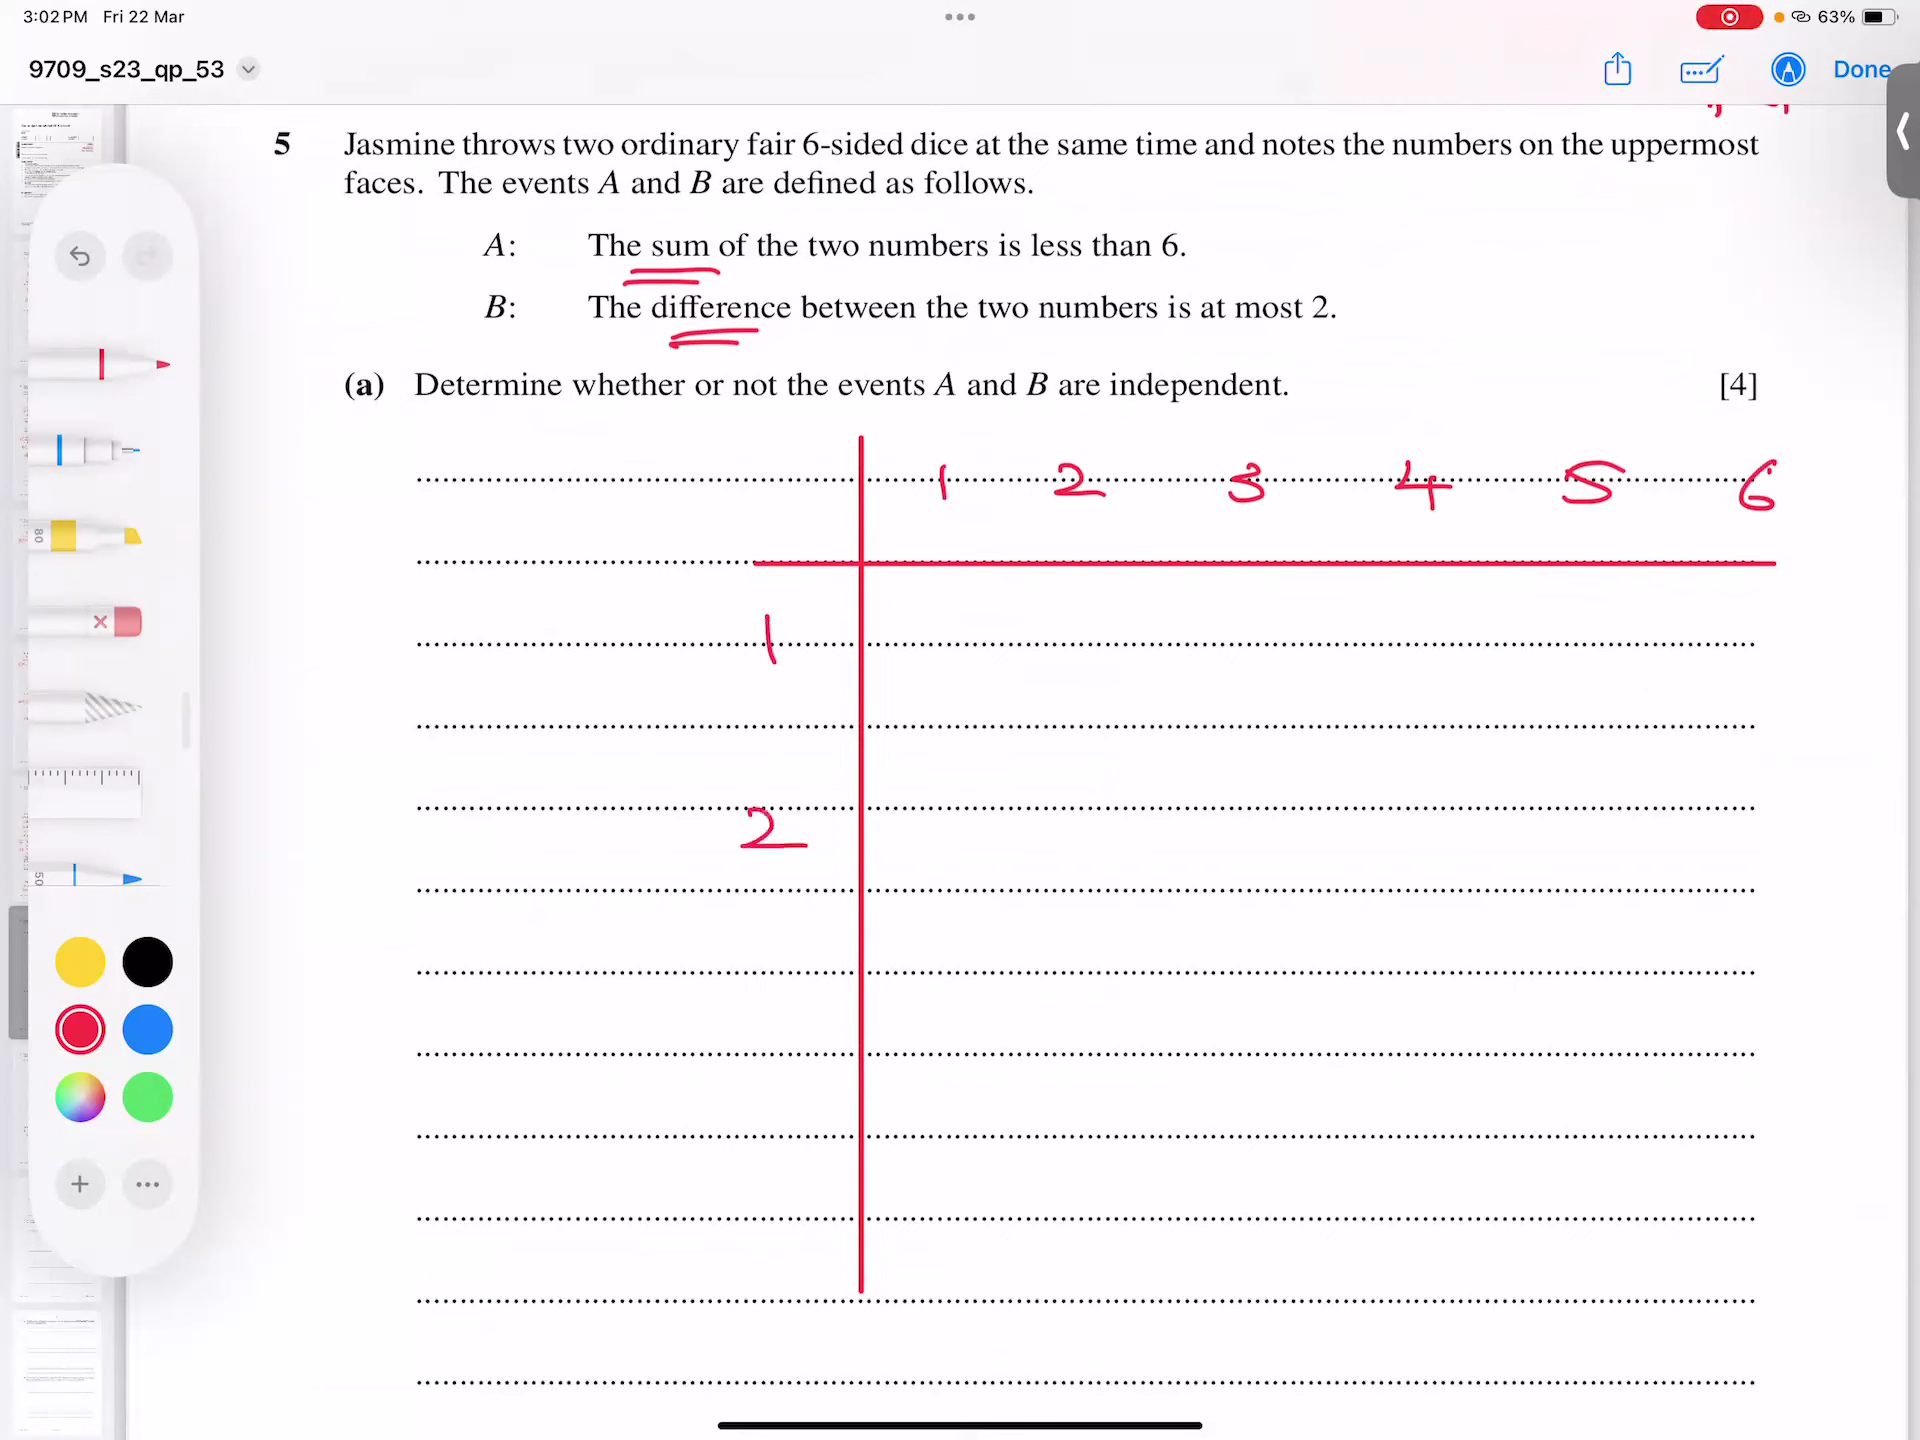 3:02 PM Fri 22 Mar
63%
9709_s23_qp_53
Done
5 Jasmine throws two ordinary fair 6-sided dice at the same time and notes the numbers on the uppermost
faces. The events A and B are defined as follows.
A: The sum of the two numbers is less than 6.
B: The difference between the two numbers is at most 2.
(a) Determine whether or not the events A and B are independent. [4]
1 2 3 4 5 6
1
2
80
50